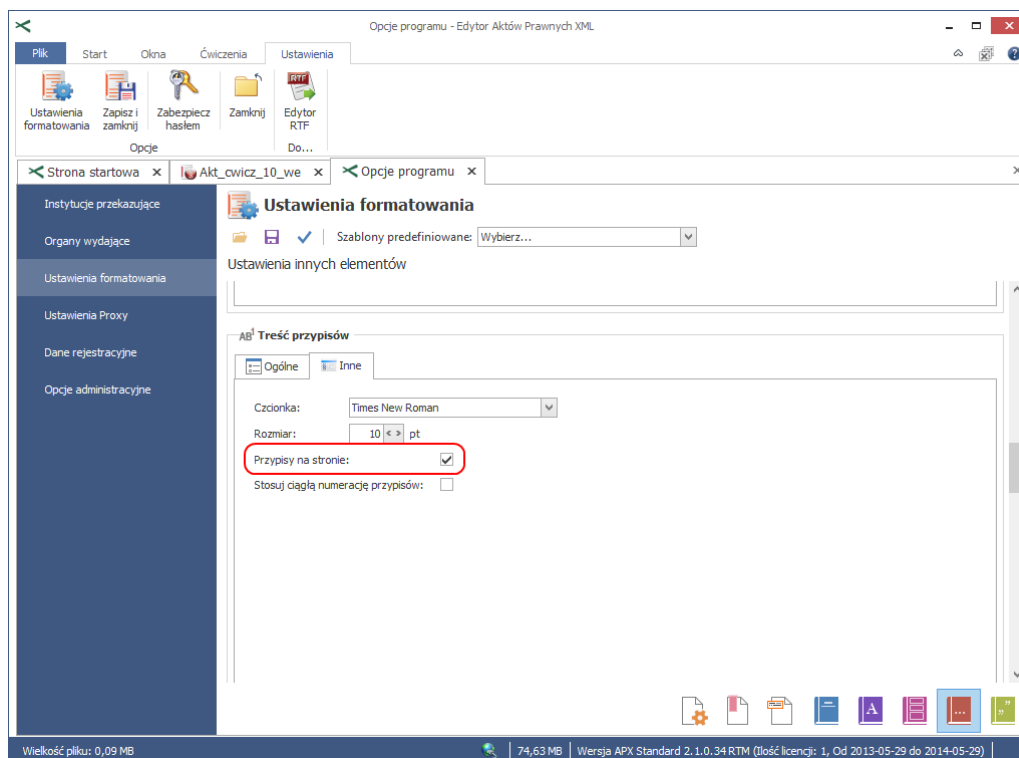 Opcje programu - Edytor Aktów Prawnych XML
Plik Start Okna Ćwiczenia Ustawienia
Ustawienia formatowania
Zapisz i zamknij
Zabezpiecz hasłem
Zamknij
RTF
Edytor RTF
Opcje
Do...
Strona startowa
Akt_cwicz_10_we
Opcje programu
Instytucje przekazujące
Organy wydające
Ustawienia formatowania
Ustawienia Proxy
Dane rejestracyjne
Opcje administracyjne
Ustawienia formatowania
Szablony predefiniowane: Wybierz...
Ustawienia innych elementów
AB¹ Treść przypisów
Ogólne Inne
Czcionka: Times New Roman
Rozmiar: 10 pt
Przypisy na stronie:
Stosuj ciągłą numerację przypisów:
A
...
„”
Wielkość pliku: 0,09 MB
74,63 MB
Wersja APX Standard 2.1.0.34 RTM (Ilość licencji: 1, Od 2013-05-29 do 2014-05-29)